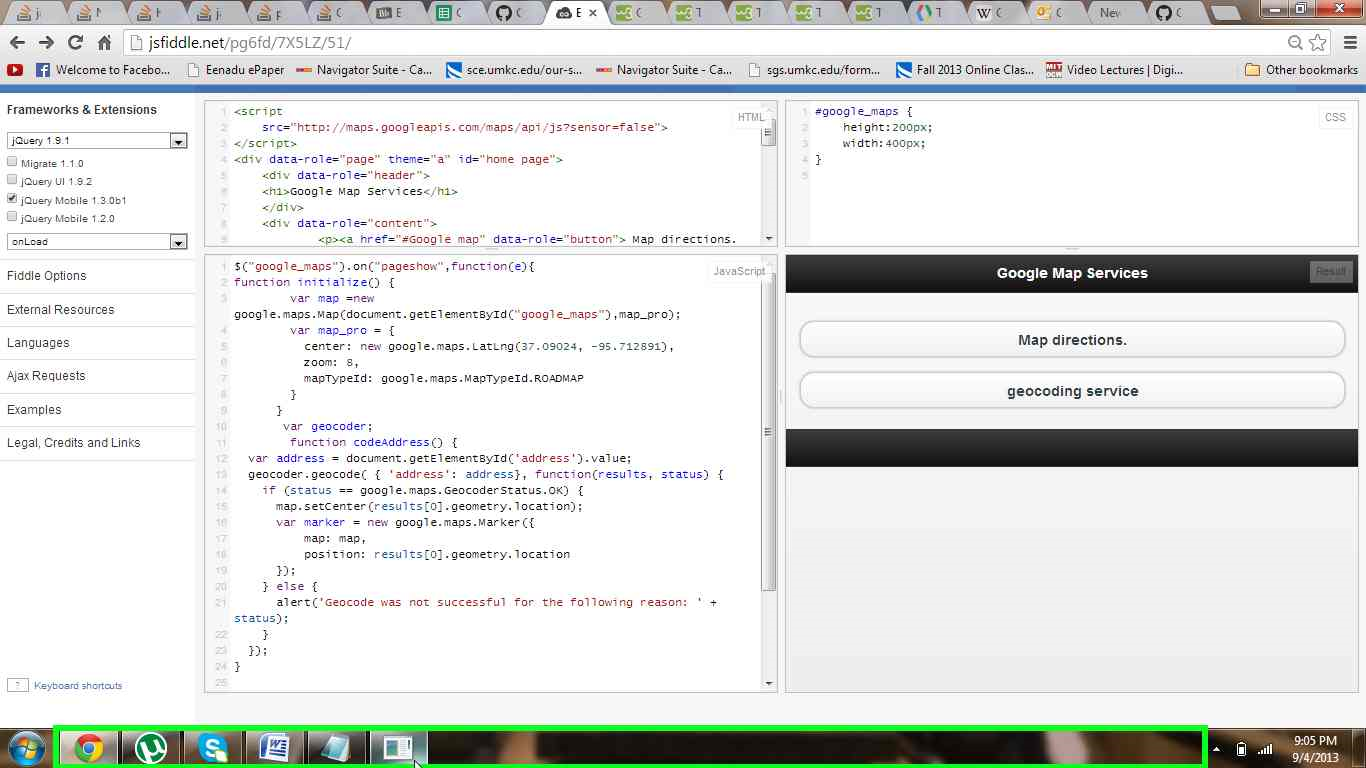 jsfiddle.net/pg6fd/7X5LZ/51/
Welcome to Facebo...
Eenadu ePaper
Navigator Suite - Ca...
sce.umkc.edu/our-s...
Navigator Suite - Ca...
sgs.umkc.edu/form...
Fall 2013 Online Clas...
Video Lectures | Digi...
Other bookmarks
Frameworks & Extensions
jQuery 1.9.1
Migrate 1.1.0
jQuery UI 1.9.2
jQuery Mobile 1.3.0b1
jQuery Mobile 1.2.0
onLoad
Fiddle Options
External Resources
Languages
Ajax Requests
Examples
Legal, Credits and Links
? Keyboard shortcuts
HTML
1 <script
2 src="http://maps.googleapis.com/maps/api/js?sensor=false">
3 </script>
4 <div data-role="page" theme="a" id="home page">
5 <div data-role="header">
6 <h1>Google Map Services</h1>
7 </div>
8 <div data-role="content">
9 <p><a href="#Google map" data-role="button"> Map directions.
CSS
1 #google_maps {
2 height:200px;
3 width:400px;
4 }
5
JavaScript
1 $("google_maps").on("pageshow",function(e){
2 function initialize() {
3 var map =new
google.maps.Map(document.getElementById("google_maps"),map_pro);
4 var map_pro = {
5 center: new google.maps.LatLng(37.09024, -95.712891),
6 zoom: 8,
7 mapTypeId: google.maps.MapTypeId.ROADMAP
8 }
9 }
10 var geocoder;
11 function codeAddress() {
12 var address = document.getElementById('address').value;
13 geocoder.geocode( { 'address': address}, function(results, status) {
14 if (status == google.maps.GeocoderStatus.OK) {
15 map.setCenter(results[0].geometry.location);
16 var marker = new google.maps.Marker({
17 map: map,
18 position: results[0].geometry.location
19 });
20 } else {
21 alert('Geocode was not successful for the following reason: ' +
status);
22 }
23 });
24 }
25
Google Map Services
Result
Map directions.
geocoding service
9:05 PM
9/4/2013